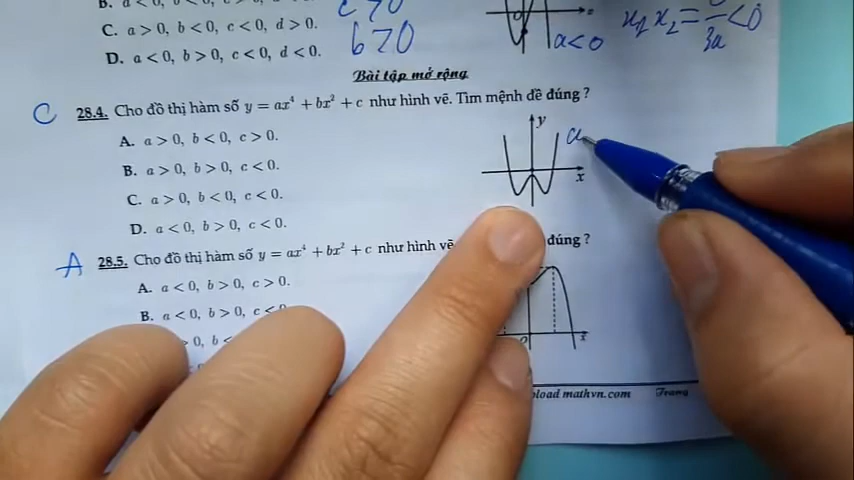 C. a > 0, b < 0, c < 0, d > 0.
D. a < 0, b > 0, c < 0, d < 0.
c > 0
b > 0
a < 0
x₁x₂ = /3a < 0
Bài tập mở rộng
C 28.4. Cho đồ thị hàm số y = ax⁴ + bx² + c như hình vẽ. Tìm mệnh đề đúng ?
A. a > 0, b < 0, c > 0.
B. a > 0, b > 0, c < 0.
C. a > 0, b < 0, c < 0.
D. a < 0, b > 0, c < 0.
y
x
a
A 28.5. Cho đồ thị hàm số y = ax⁴ + bx² + c như hình vẽ đúng ?
A. a < 0, b > 0, c > 0.
B. a < 0, b > 0, c <
> 0, b <
O
x
load mathvn.com
Trang